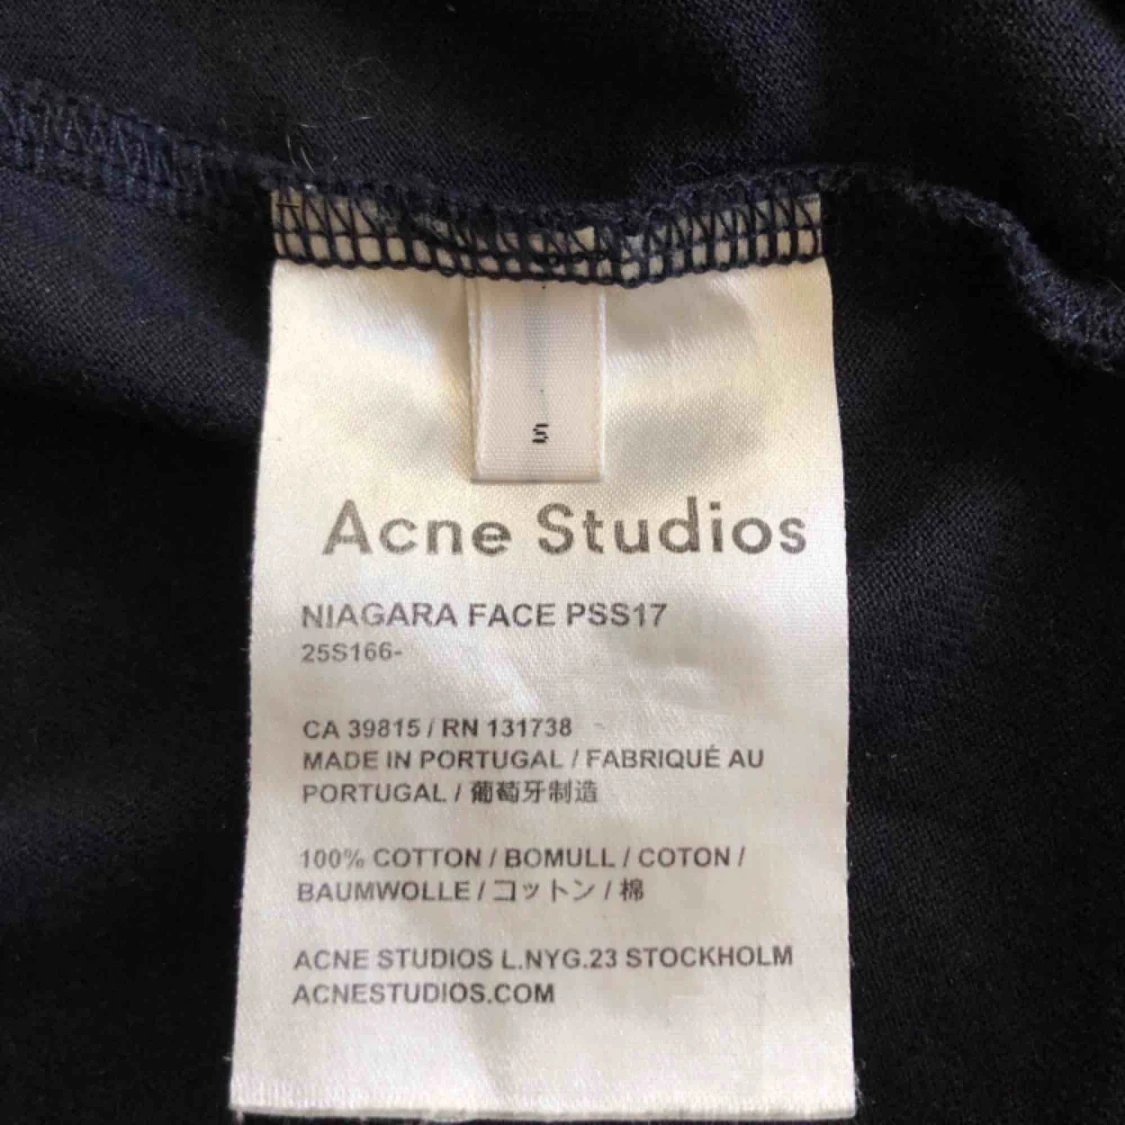 S
Acne Studios
NIAGARA FACE PSS17
25S166-
CA 39815 / RN 131738
MADE IN PORTUGAL / FABRIQUÉ AU
PORTUGAL / 葡萄牙制造
100% COTTON / BOMULL / COTON /
BAUMWOLLE / コットン / 棉
ACNE STUDIOS L.NYG.23 STOCKHOLM
ACNESTUDIOS.COM